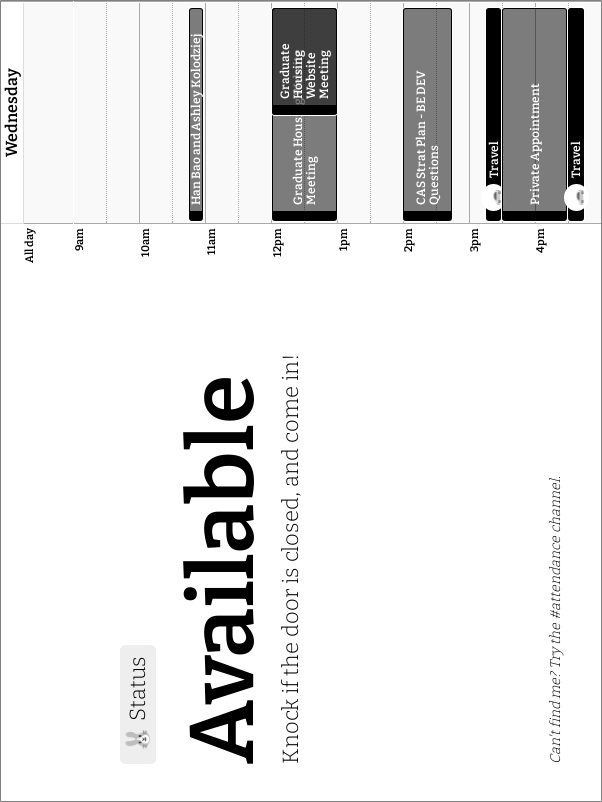 Status
Available
Knock if the door is closed, and come in!
Can't find me? Try the #attendance channel.
Wednesday
All day
9am
10am
Han Bao and Ashley Kolodziej
11am
12pm
Graduate Hous
Meeting
Graduate
Housing
Website
Meeting
1pm
2pm
CAS Strat Plan - BE DEV
Questions
3pm
Travel
Private Appointment
4pm
Travel